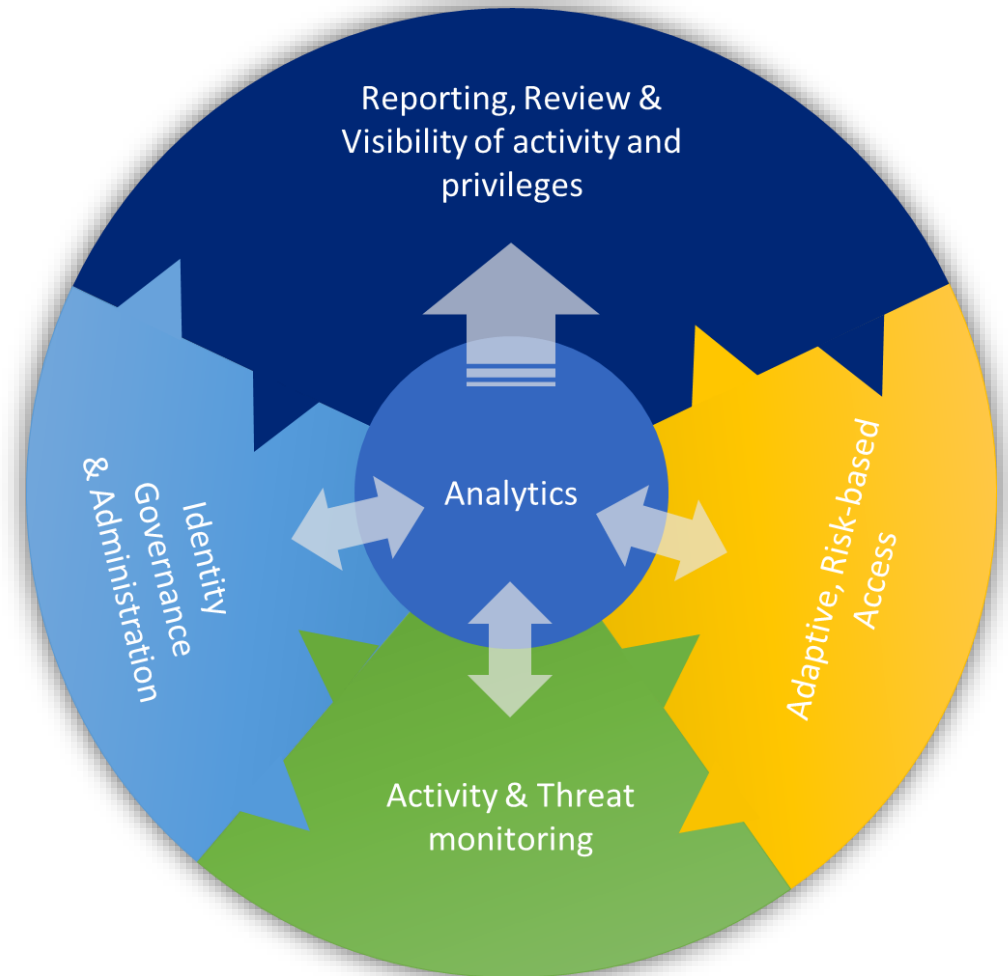 Reporting, Review &
Visibility of activity and
privileges
Analytics
Identity
Governance
& Administration
Adaptive, Risk-based
Access
Activity & Threat
monitoring